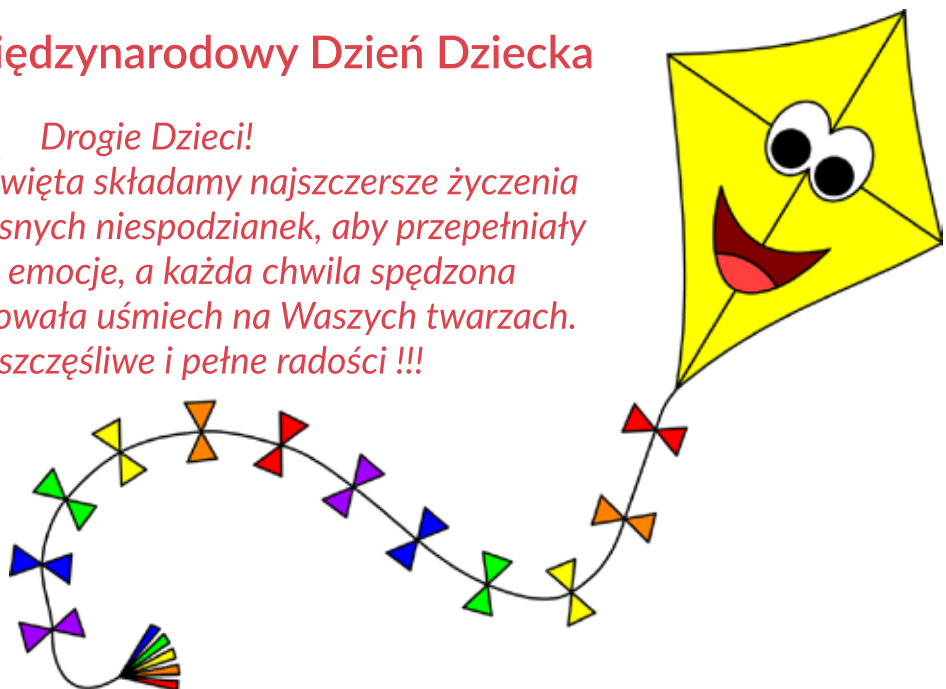 iędzynarodowy Dzień Dziecka
Drogie Dzieci!
więta składamy najszczersze życzenia
snych niespodzianek, aby przepełniały
emocje, a każda chwila spędzona
owała uśmiech na Waszych twarzach.
szczęśliwe i pełne radości !!!